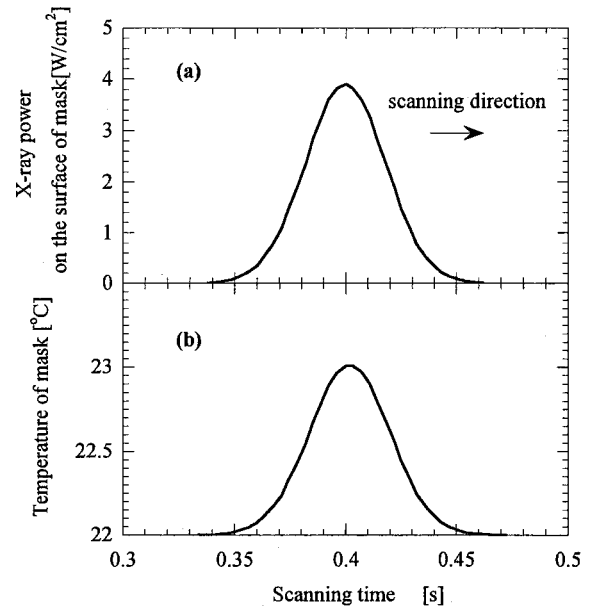 X-ray power
on the surface of mask[W/cm²]
5
4
3
2
1
0
(a)
scanning direction
Temperature of mask [°C]
23
22.5
22
(b)
0.3 0.35 0.4 0.45 0.5
Scanning time [s]